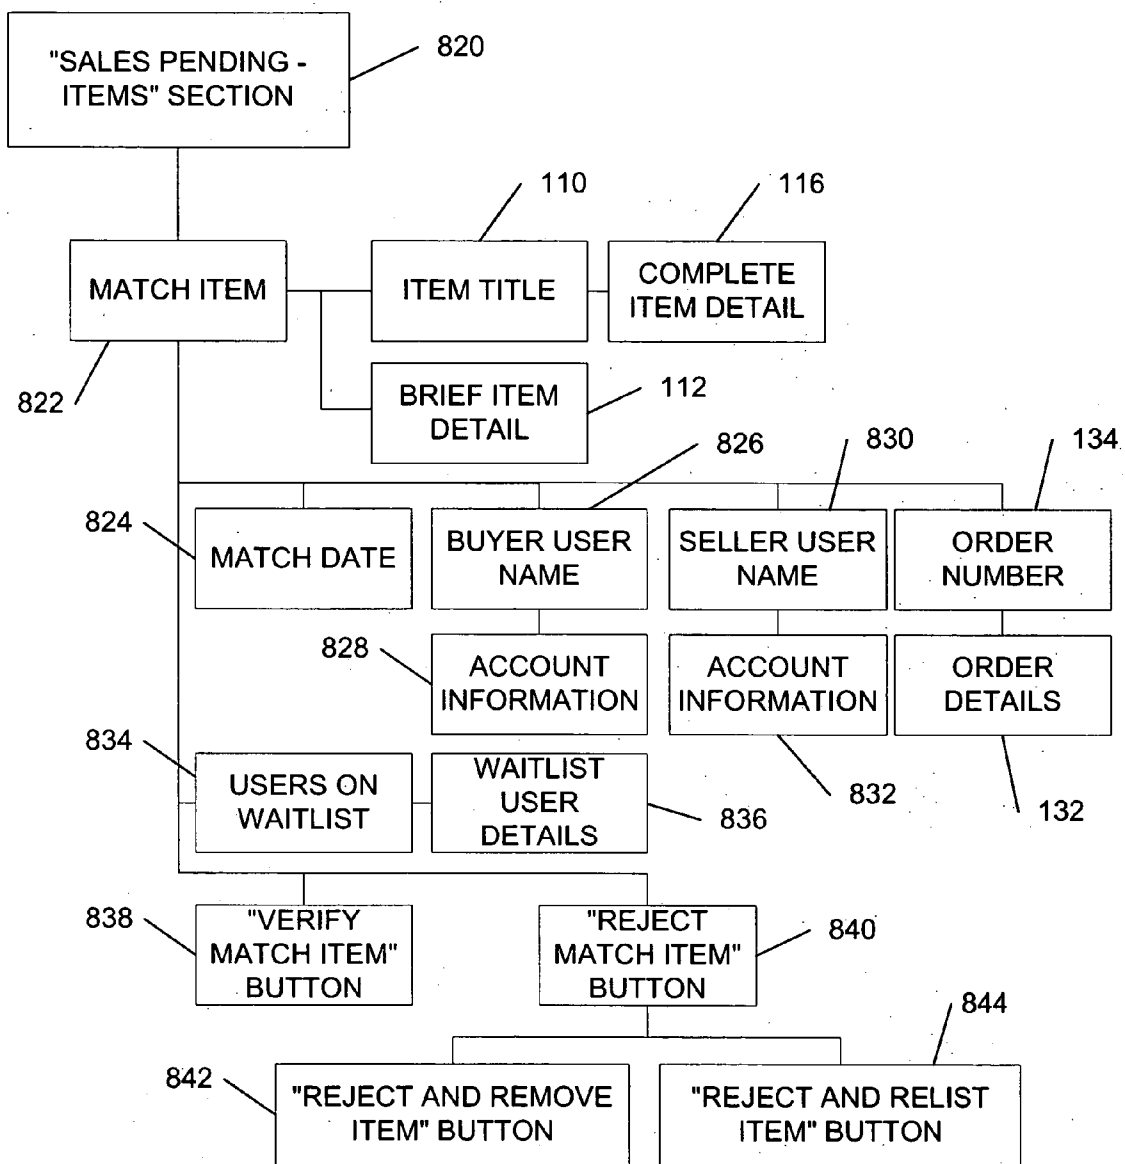 "SALES PENDING -
ITEMS" SECTION
820
110
116
MATCH ITEM
ITEM TITLE
COMPLETE
ITEM DETAIL
822
BRIEF ITEM
DETAIL
112
826
830
134
824
MATCH DATE
BUYER USER
NAME
SELLER USER
NAME
ORDER
NUMBER
828
ACCOUNT
INFORMATION
ACCOUNT
INFORMATION
ORDER
DETAILS
834
USERS ON
WAITLIST
WAITLIST
USER
DETAILS
836
832
132
838
"VERIFY
MATCH ITEM"
BUTTON
"REJECT
MATCH ITEM"
BUTTON
840
844
842
"REJECT AND REMOVE
ITEM" BUTTON
"REJECT AND RELIST
ITEM" BUTTON